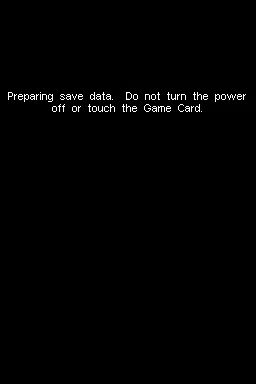 Preparing save data.  Do not turn the power
off or touch the Game Card.